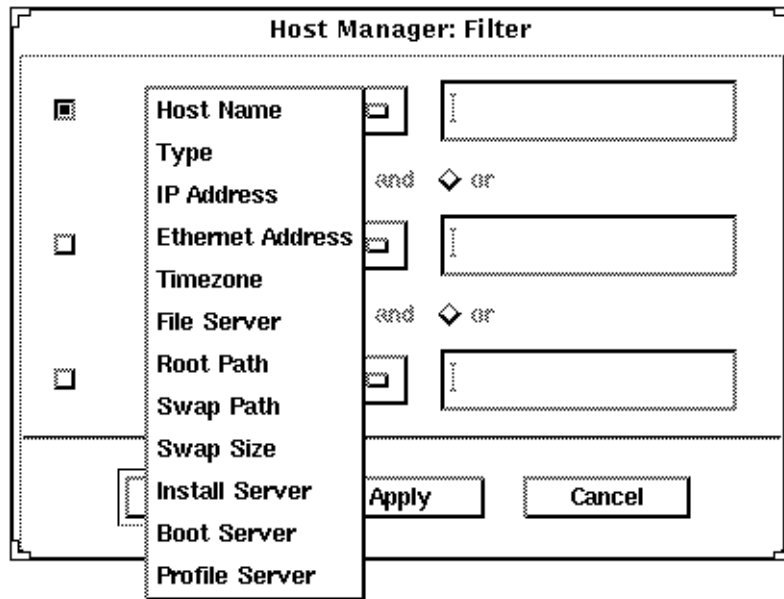 Host Manager: Filter
Host Name
Type
and or
IP Address
Ethernet Address
Timezone
and or
File Server
Root Path
Swap Path
Swap Size
Install Server
Apply
Cancel
Boot Server
Profile Server